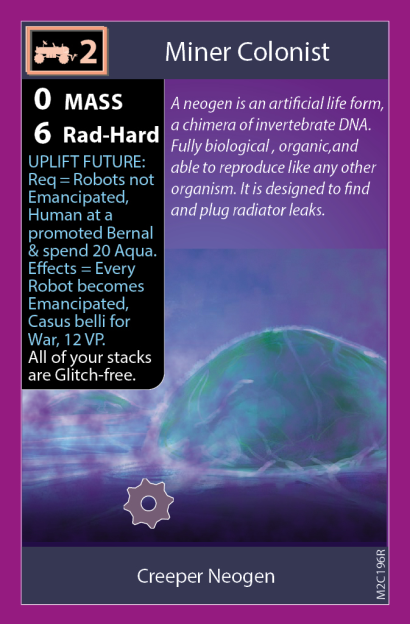 v 2
Miner Colonist
0 MASS
6 Rad-Hard
UPLIFT FUTURE:
Req = Robots not
Emancipated,
Human at a
promoted Bernal
& spend 20 Aqua.
Effects = Every
Robot becomes
Emancipated,
Casus belli for
War, 12 VP.
All of your stacks
are Glitch-free.
A neogen is an artificial life form,
a chimera of invertebrate DNA.
Fully biological , organic,and
able to reproduce like any other
organism. It is designed to find
and plug radiator leaks.
Creeper Neogen
M2C196R